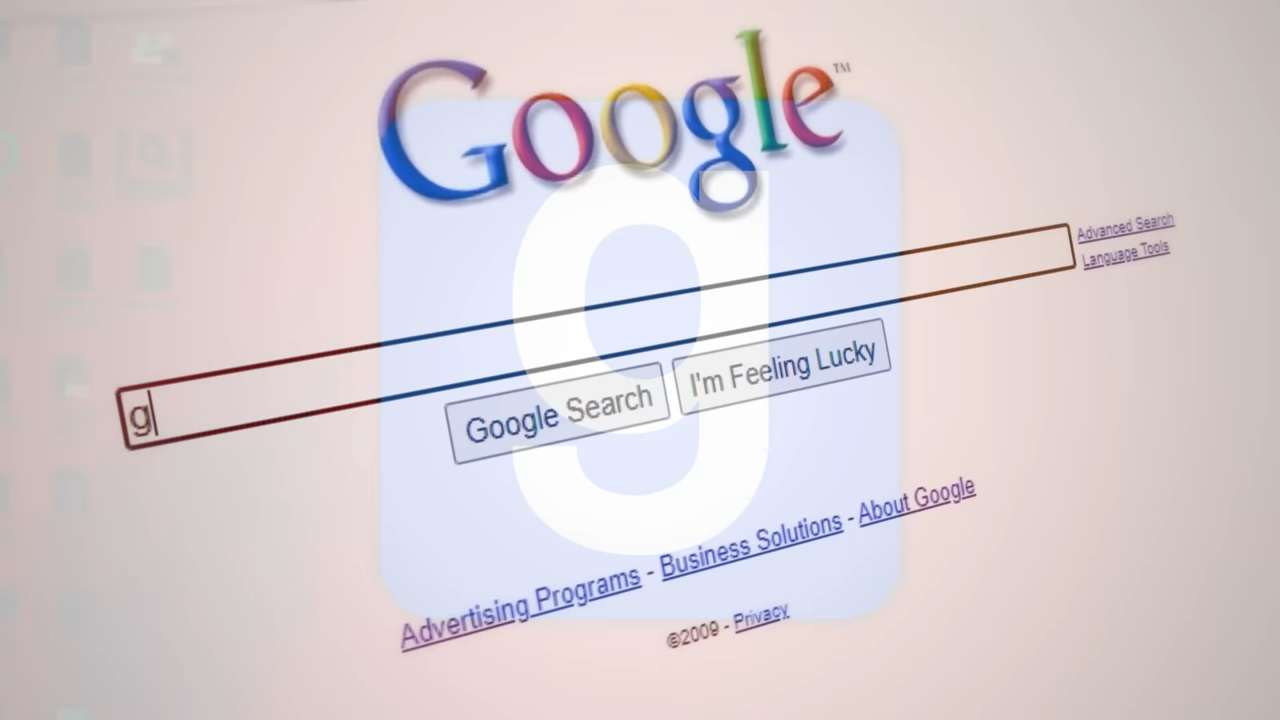 Google™
g
Advanced Search
Language Tools
g
Google Search
I'm Feeling Lucky
Advertising Programs - Business Solutions - About Google
©2009 - Privacy